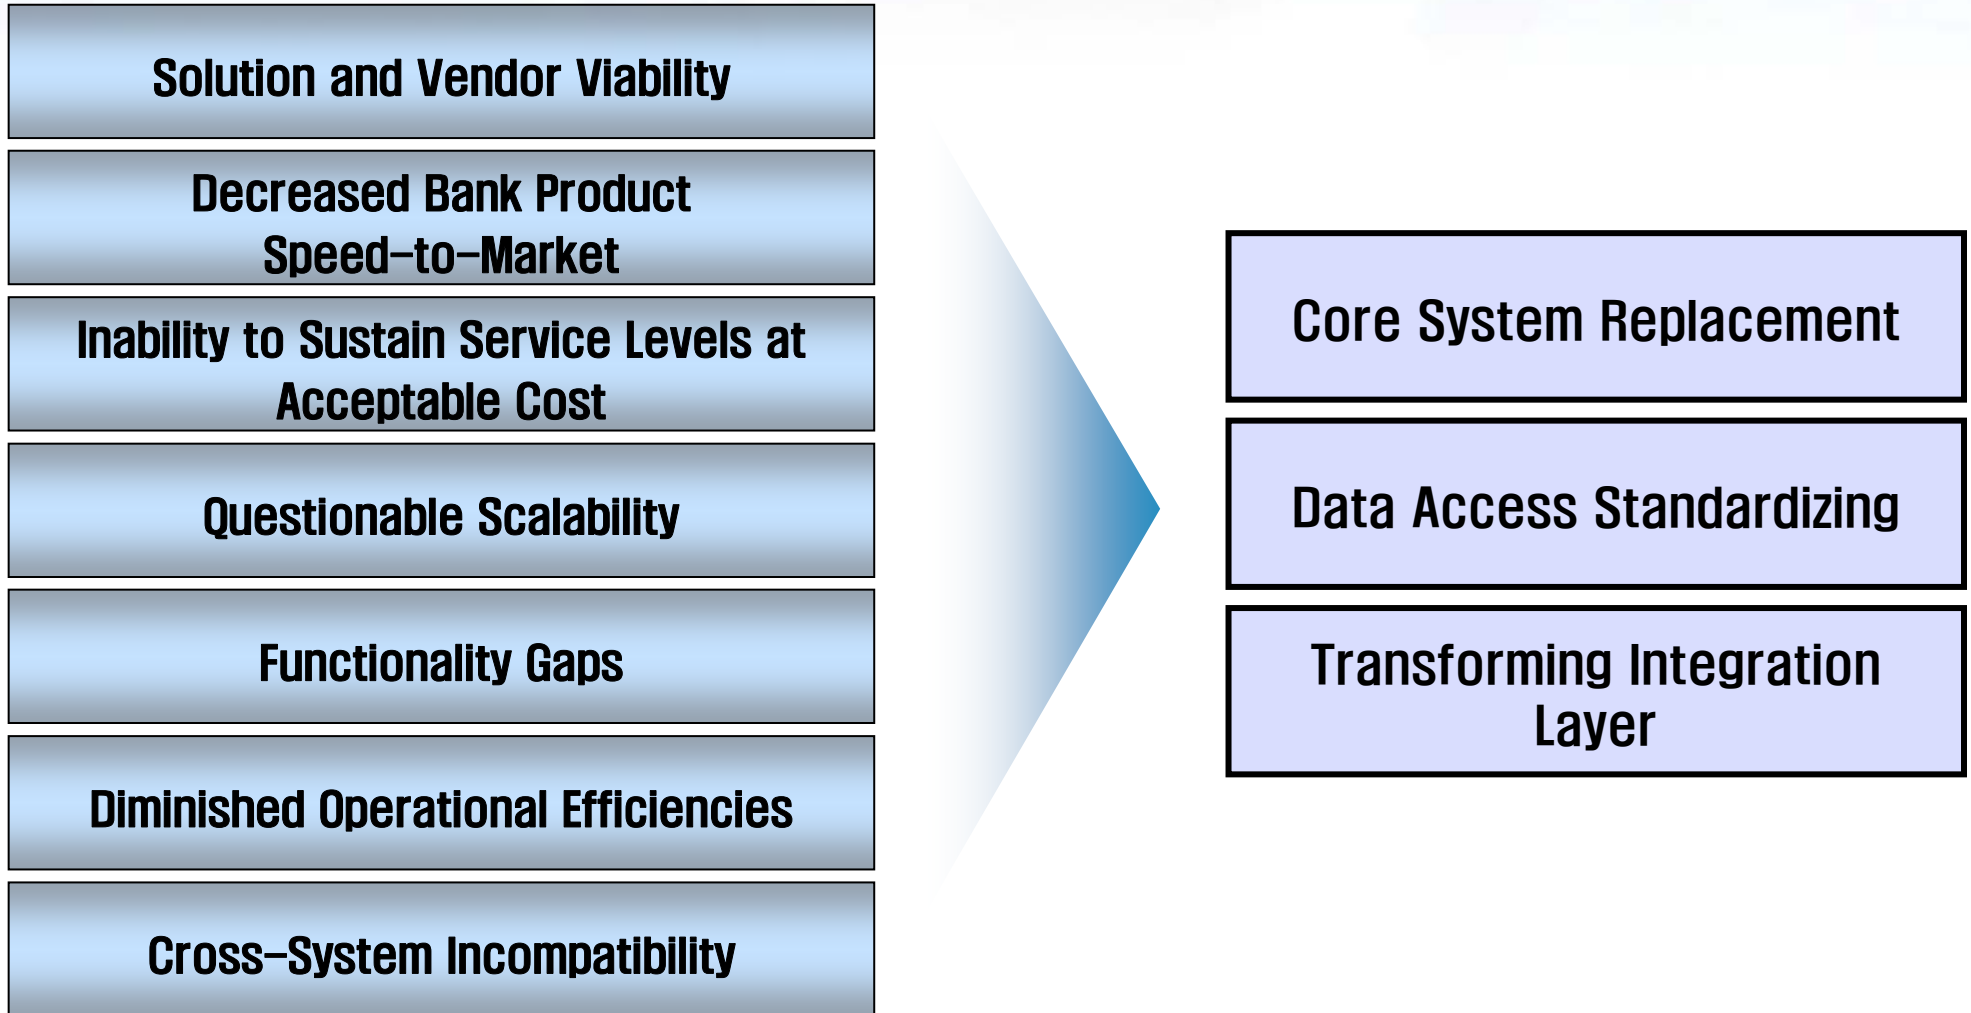 Solution and Vendor Viability
Decreased Bank Product
Speed-to-Market
Inability to Sustain Service Levels at
Acceptable Cost
Questionable Scalability
Functionality Gaps
Diminished Operational Efficiencies
Cross-System Incompatibility
Core System Replacement
Data Access Standardizing
Transforming Integration
Layer